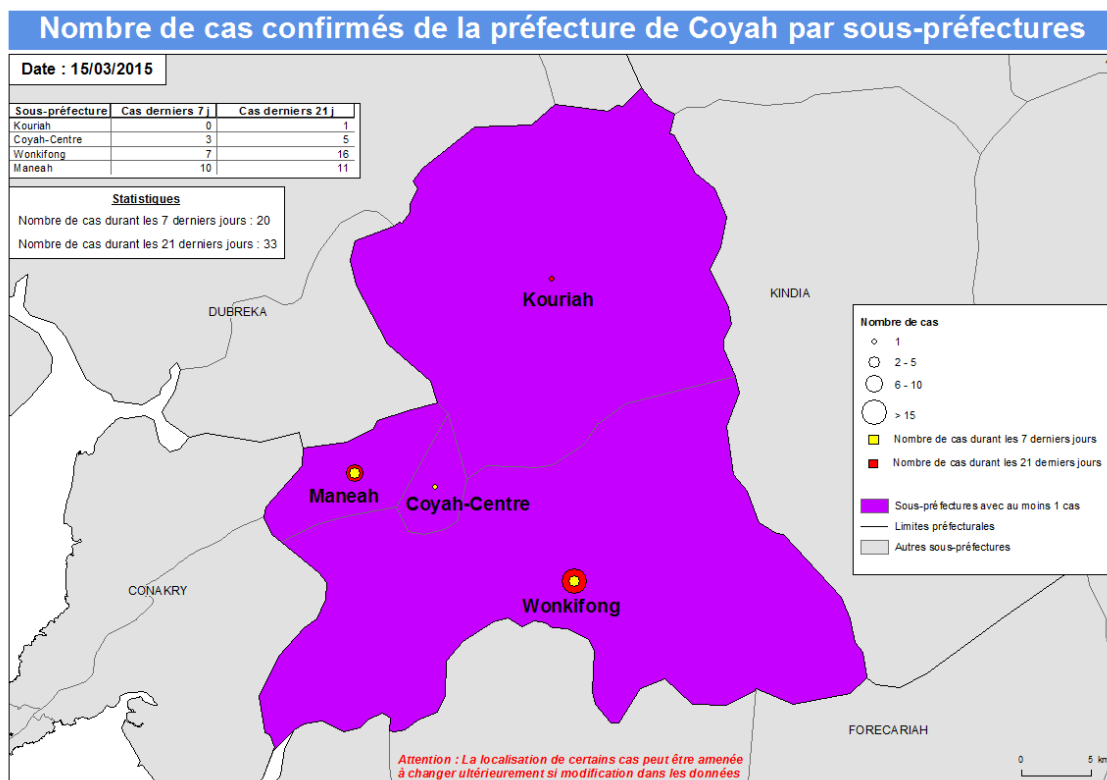 Nombre de cas confirmés de la préfecture de Coyah par sous-préfectures
Date : 15/03/2015
Sous-préfecture Cas derniers 7 j Cas derniers 21 j
Kouriah 0 1
Coyah-Centre 3 5
Wonkifong 7 16
Maneah 10 11
Statistiques
Nombre de cas durant les 7 derniers jours : 20
Nombre de cas durant les 21 derniers jours : 33
DUBREKA
Kouriah
KINDIA
Nombre de cas
1
2 - 5
6 - 10
> 15
Nombre de cas durant les 7 derniers jours
Nombre de cas durant les 21 derniers jours
Sous-préfectures avec au moins 1 cas
Limites préfecturales
Autres sous-préfectures
Maneah
Coyah-Centre
CONAKRY
Wonkifong
FORECARIAH
Attention : La localisation de certains cas peut être amenée
à changer ultérieurement si modification dans les données
0 5 km